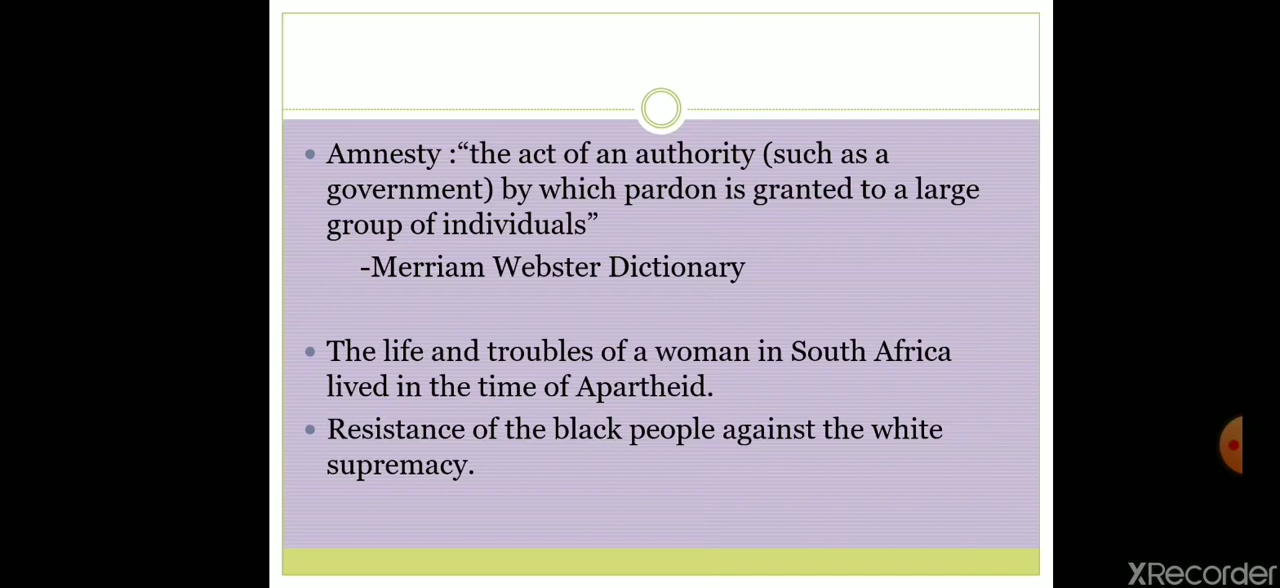 Amnesty :“the act of an authority (such as a
government) by which pardon is granted to a large
group of individuals”
-Merriam Webster Dictionary
The life and troubles of a woman in South Africa
lived in the time of Apartheid.
Resistance of the black people against the white
supremacy.
XRecorder